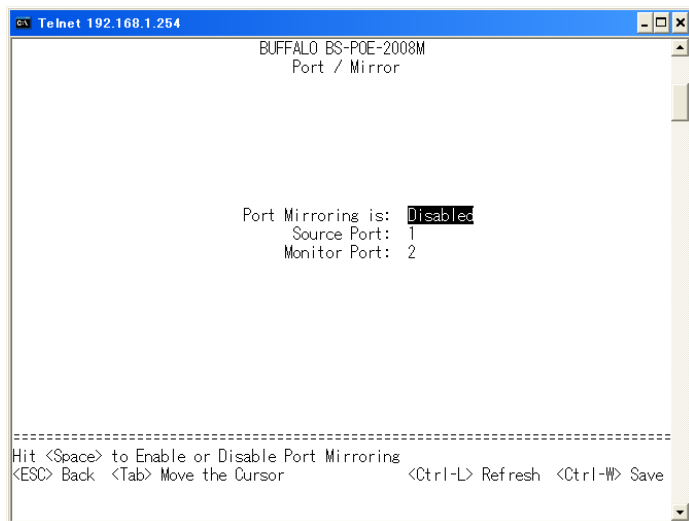 Telnet 192.168.1.254
BUFFALO BS-POE-2008M
Port / Mirror
Port Mirroring is: Disabled
Source Port: 1
Monitor Port: 2
================================================================================
Hit <Space> to Enable or Disable Port Mirroring
<ESC> Back <Tab> Move the Cursor <Ctrl-L> Refresh <Ctrl-W> Save